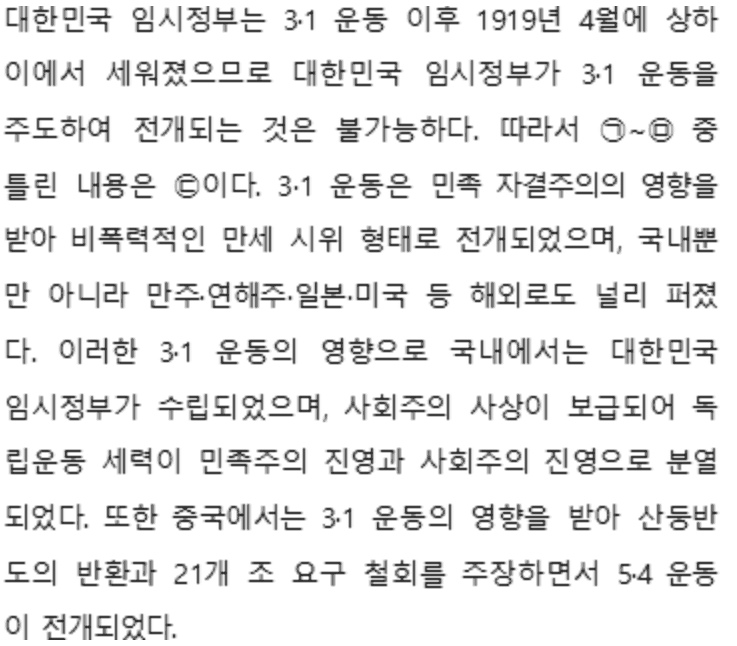 대한민국 임시정부는 3·1 운동 이후 1919년 4월에 상하
이에서 세워졌으므로 대한민국 임시정부가 3·1 운동을
주도하여 전개되는 것은 불가능하다. 따라서 ㉠~㉤ 중
틀린 내용은 ㉢이다. 3·1 운동은 민족 자결주의의 영향을
받아 비폭력적인 만세 시위 형태로 전개되었으며, 국내뿐
만 아니라 만주·연해주·일본·미국 등 해외로도 널리 퍼졌
다. 이러한 3·1 운동의 영향으로 국내에서는 대한민국
임시정부가 수립되었으며, 사회주의 사상이 보급되어 독
립운동 세력이 민족주의 진영과 사회주의 진영으로 분열
되었다. 또한 중국에서는 3·1 운동의 영향을 받아 산둥반
도의 반환과 21개 조 요구 철회를 주장하면서 5·4 운동
이 전개되었다.